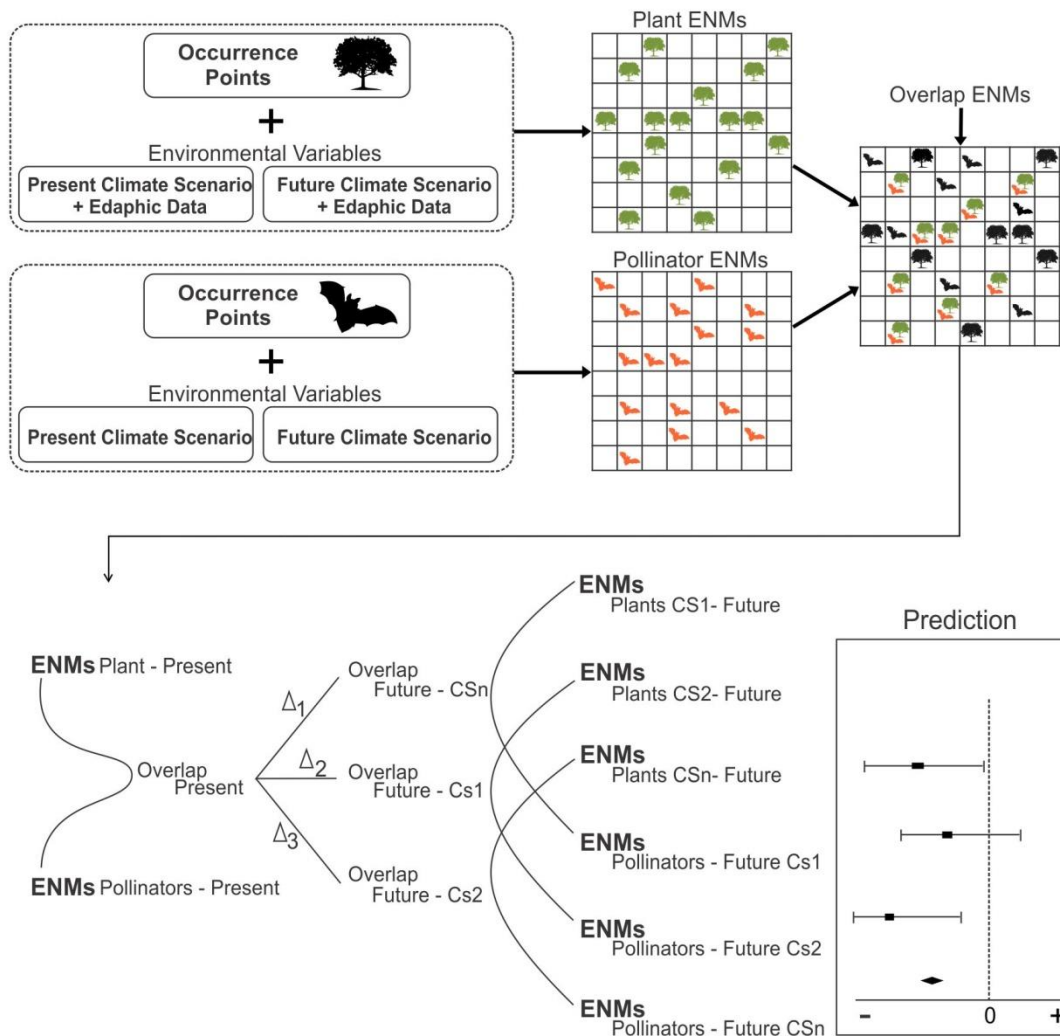 Occurrence
Points
+
Environmental Variables
Present Climate Scenario
+ Edaphic Data
Future Climate Scenario
+ Edaphic Data
Plant ENMs
Overlap ENMs
Occurrence
Points
+
Environmental Variables
Present Climate Scenario
Future Climate Scenario
Pollinator ENMs
ENMs Plant - Present
Overlap
Present
ENMs Pollinators - Present
Δ1
Δ2
Δ3
Overlap
Future - CSn
Overlap
Future - Cs1
Overlap
Future - Cs2
ENMs
Plants CS1- Future
ENMs
Plants CS2- Future
ENMs
Plants CSn- Future
ENMs
Pollinators - Future Cs1
ENMs
Pollinators - Future Cs2
ENMs
Pollinators - Future CSn
Prediction
- 0 +